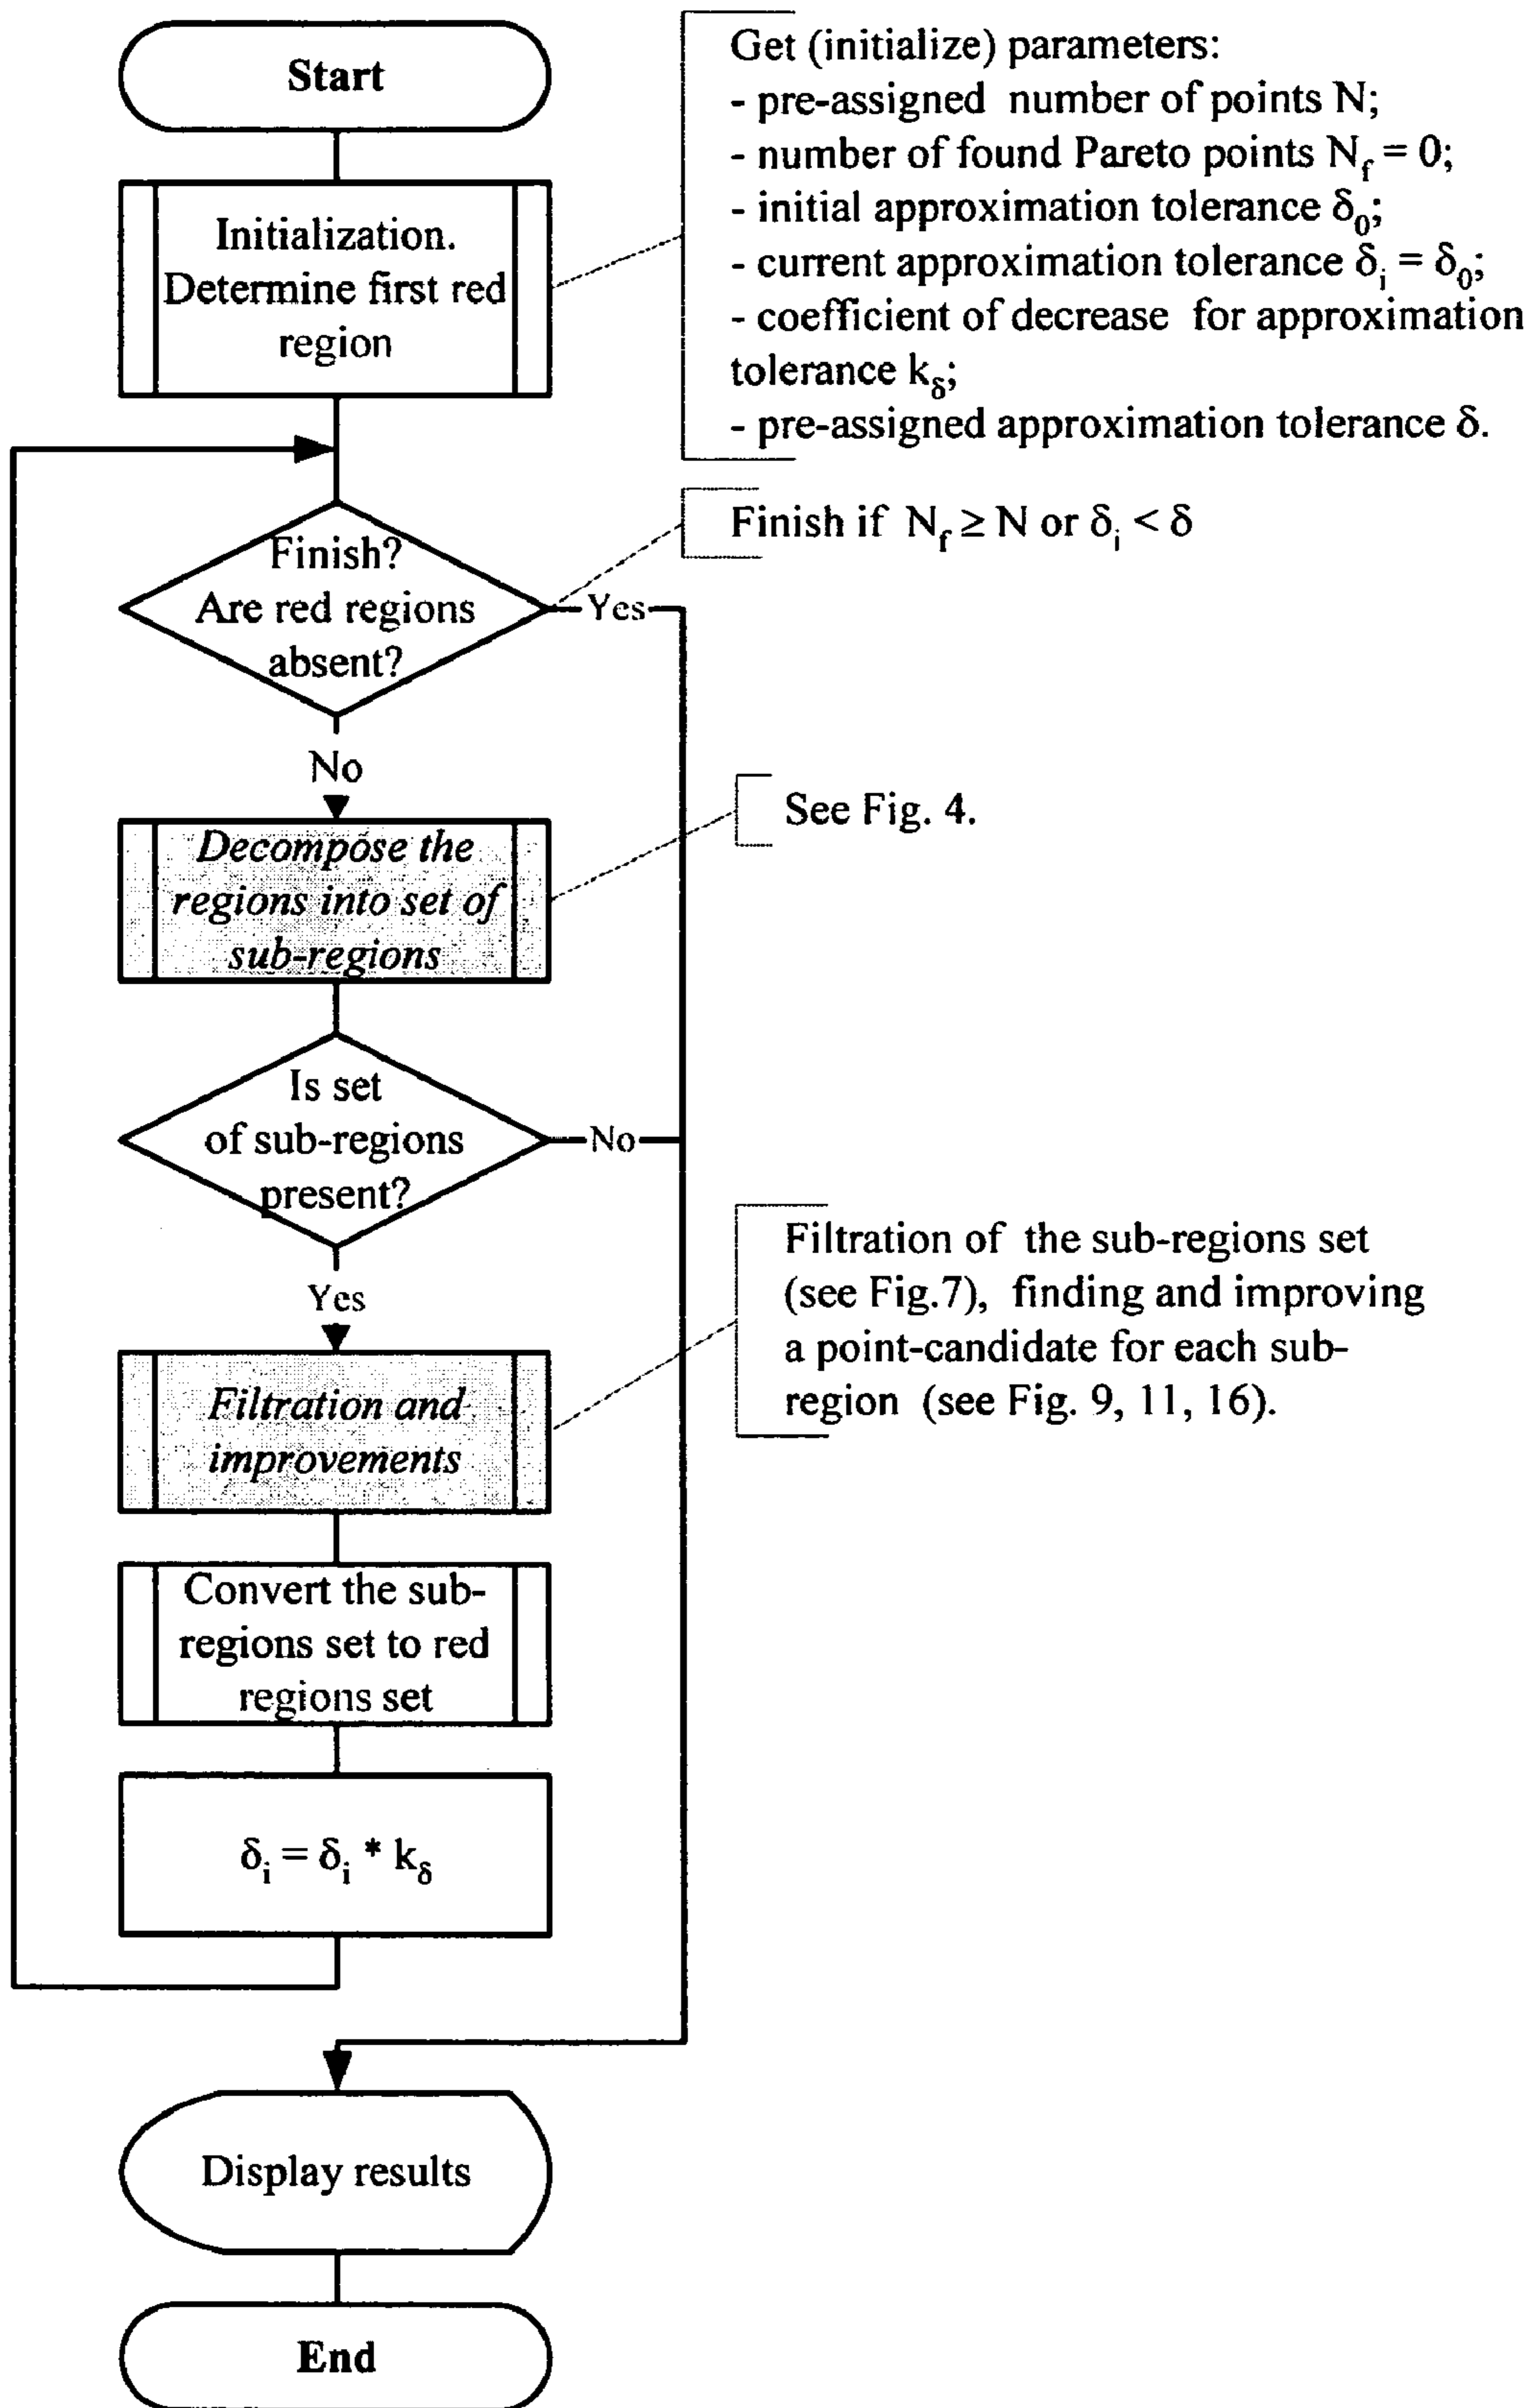 Start
Get (initialize) parameters:
- pre-assigned number of points N;
- number of found Pareto points N_f = 0;
- initial approximation tolerance δ_0;
- current approximation tolerance δ_i = δ_0;
- coefficient of decrease for approximation
tolerance k_δ;
- pre-assigned approximation tolerance δ.
Initialization.
Determine first red
region
Finish if N_f ≥ N or δ_i < δ
Finish?
Are red regions
absent?
Yes
No
See Fig. 4.
Decompose the
regions into set of
sub-regions
Is set
of sub-regions
present?
No
Yes
Filtration of the sub-regions set
(see Fig.7), finding and improving
a point-candidate for each sub-
region (see Fig. 9, 11, 16).
Filtration and
improvements
Convert the sub-
regions set to red
regions set
δ_i = δ_i * k_δ
Display results
End